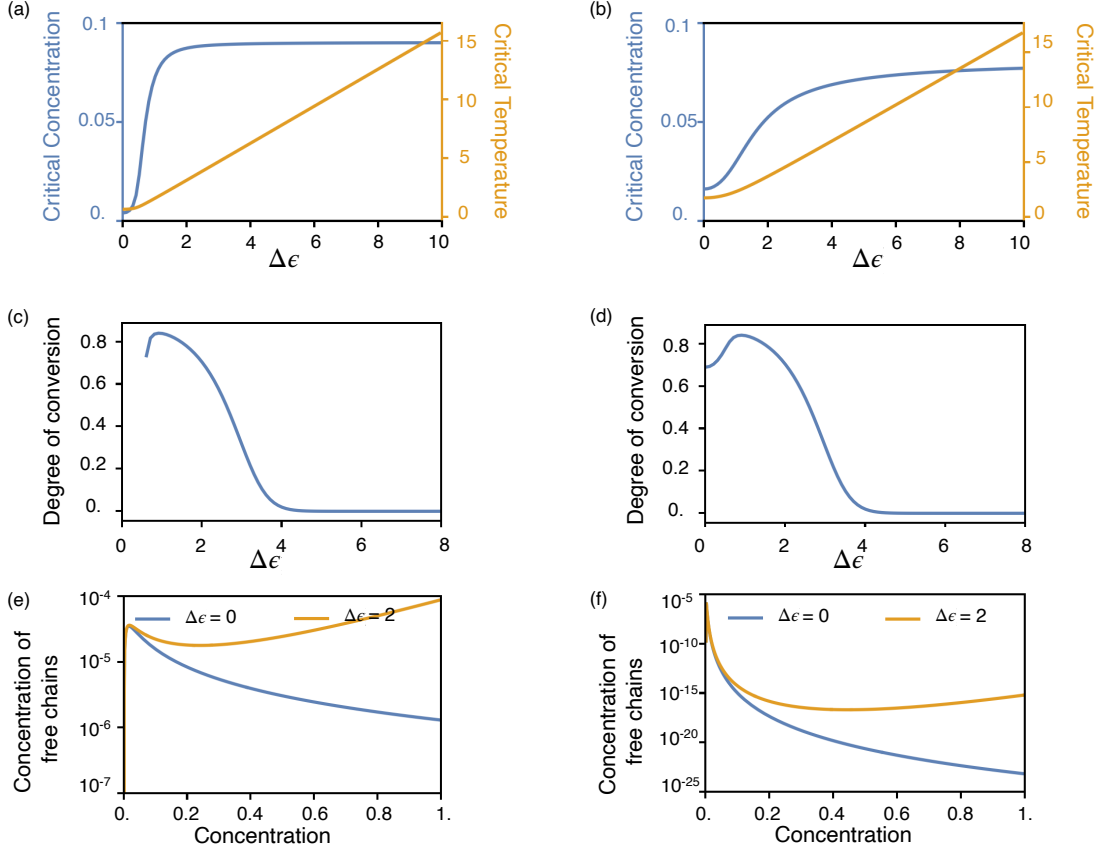 (a)
0.1
0.05
0.
Critical Concentration
15
10
5
0
Critical Temperature
0 2 4 6 8 10
Δϵ
(b)
0.1
0.05
0.
Critical Concentration
15
10
5
0
Critical Temperature
0 2 4 6 8 10
Δϵ
(c)
Degree of conversion
0.8
0.6
0.4
0.2
0.
0 2 4 6 8
Δϵ
(d)
Degree of conversion
0.8
0.6
0.4
0.2
0.
0 2 4 6 8
Δϵ
(e)
Concentration of
free chains
10⁻⁴
10⁻⁵
10⁻⁶
10⁻⁷
Δϵ = 0
Δϵ = 2
0. 0.2 0.4 0.6 0.8 1.
Concentration
(f)
Concentration of
free chains
10⁻⁵
10⁻¹⁰
10⁻¹⁵
10⁻²⁰
10⁻²⁵
Δϵ = 0
Δϵ = 2
0. 0.2 0.4 0.6 0.8 1.
Concentration